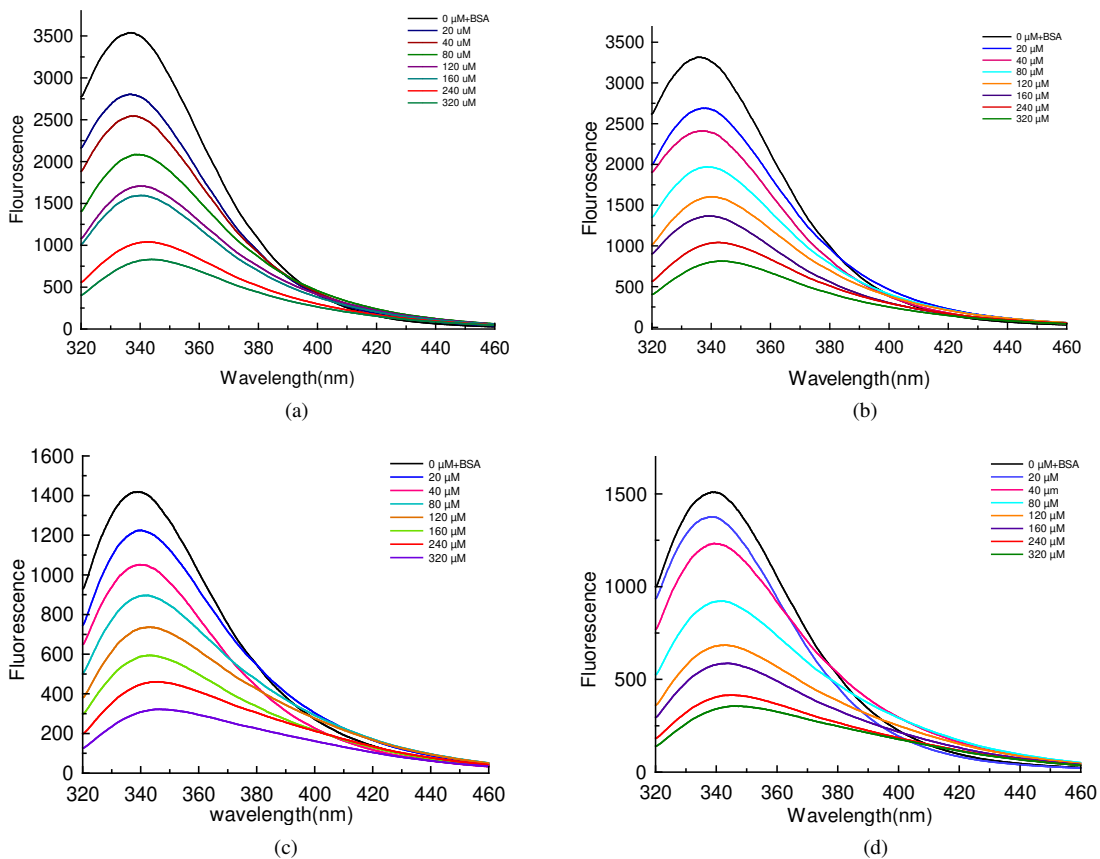 0 µM+BSA
20 uM
40 uM
80 uM
120 uM
160 uM
240 uM
320 uM
3500
3000
2500
2000
1500
1000
500
0
Flouroscence
320 340 360 380 400 420 440 460
Wavelength(nm)
(a)
0 µM+BSA
20 µM
40 µM
80 µM
120 µM
160 µM
240 µM
320 µM
3500
3000
2500
2000
1500
1000
500
0
Flouroscence
320 340 360 380 400 420 440 460
Wavelength(nm)
(b)
0 µM+BSA
20 µM
40 µM
80 µM
120 µM
160 µM
240 µM
320 µM
1600
1400
1200
1000
800
600
400
200
0
Fluorescence
320 340 360 380 400 420 440 460
wavelength(nm)
(c)
0 µM+BSA
20 µM
40 µm
80 µM
120 µM
160 µM
240 µM
320 µM
1500
1000
500
0
Fluorescence
320 340 360 380 400 420 440 460
Wavelength(nm)
(d)